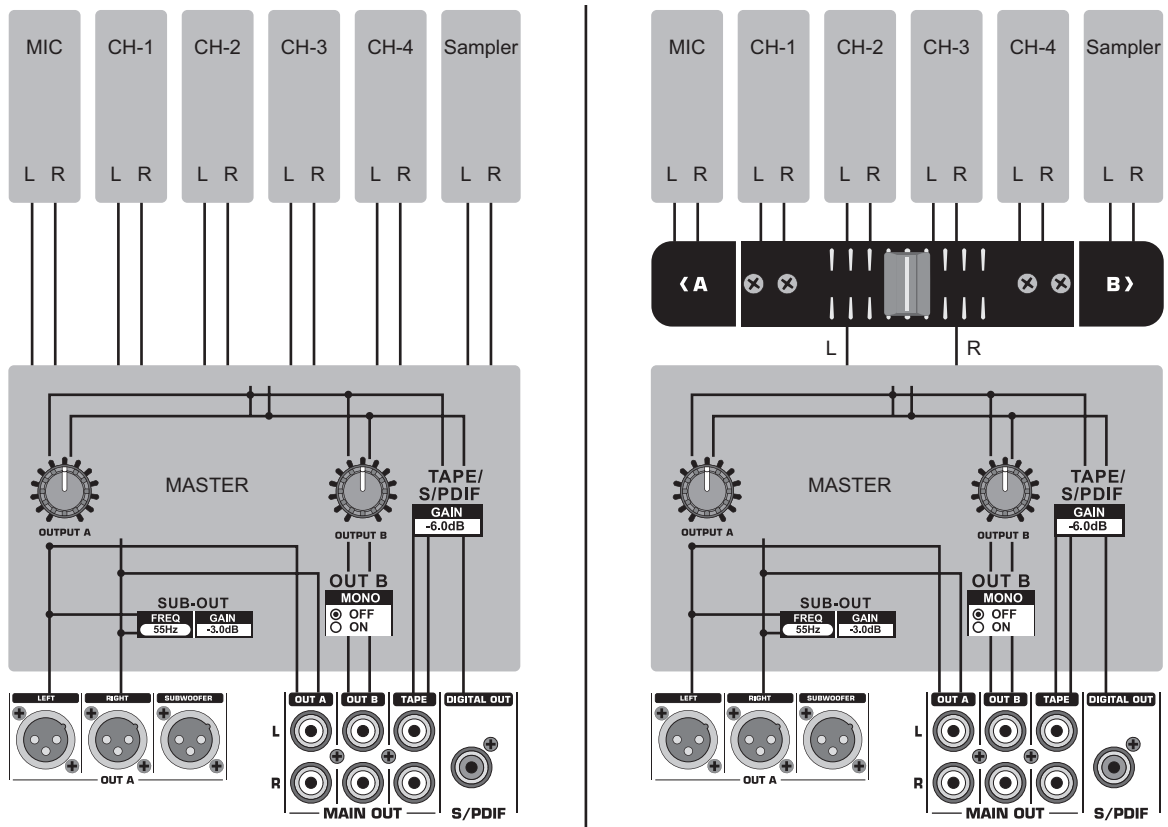 MIC CH-1 CH-2 CH-3 CH-4 Sampler
L R L R L R L R L R L R
MASTER
OUTPUT A
OUTPUT B
TAPE/
S/PDIF
GAIN
-6.0dB
OUT B
MONO
OFF
ON
SUB-OUT
FREQ GAIN
55Hz -3.0dB
LEFT RIGHT SUBWOOFER
OUT A
OUT A OUT B TAPE DIGITAL OUT
L
R
MAIN OUT S/PDIF
MIC CH-1 CH-2 CH-3 CH-4 Sampler
L R L R L R L R L R L R
A B
L R
MASTER
OUTPUT A
OUTPUT B
TAPE/
S/PDIF
GAIN
-6.0dB
OUT B
MONO
OFF
ON
SUB-OUT
FREQ GAIN
55Hz -3.0dB
LEFT RIGHT SUBWOOFER
OUT A
OUT A OUT B TAPE DIGITAL OUT
L
R
MAIN OUT S/PDIF